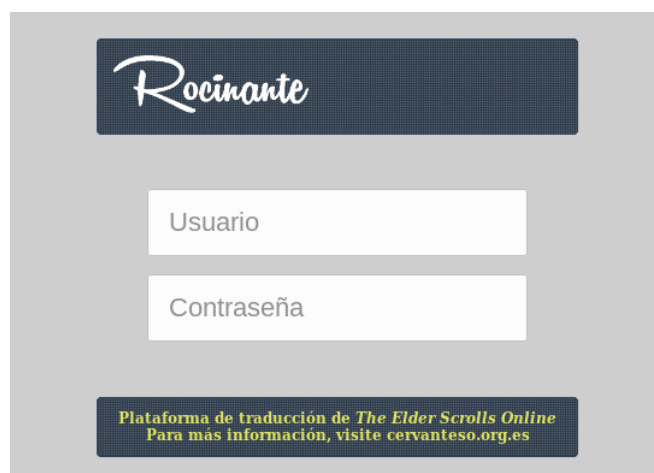 Rocinante
Usuario
Contraseña
Plataforma de traducción de The Elder Scrolls Online
Para más información, visite cervanteso.org.es